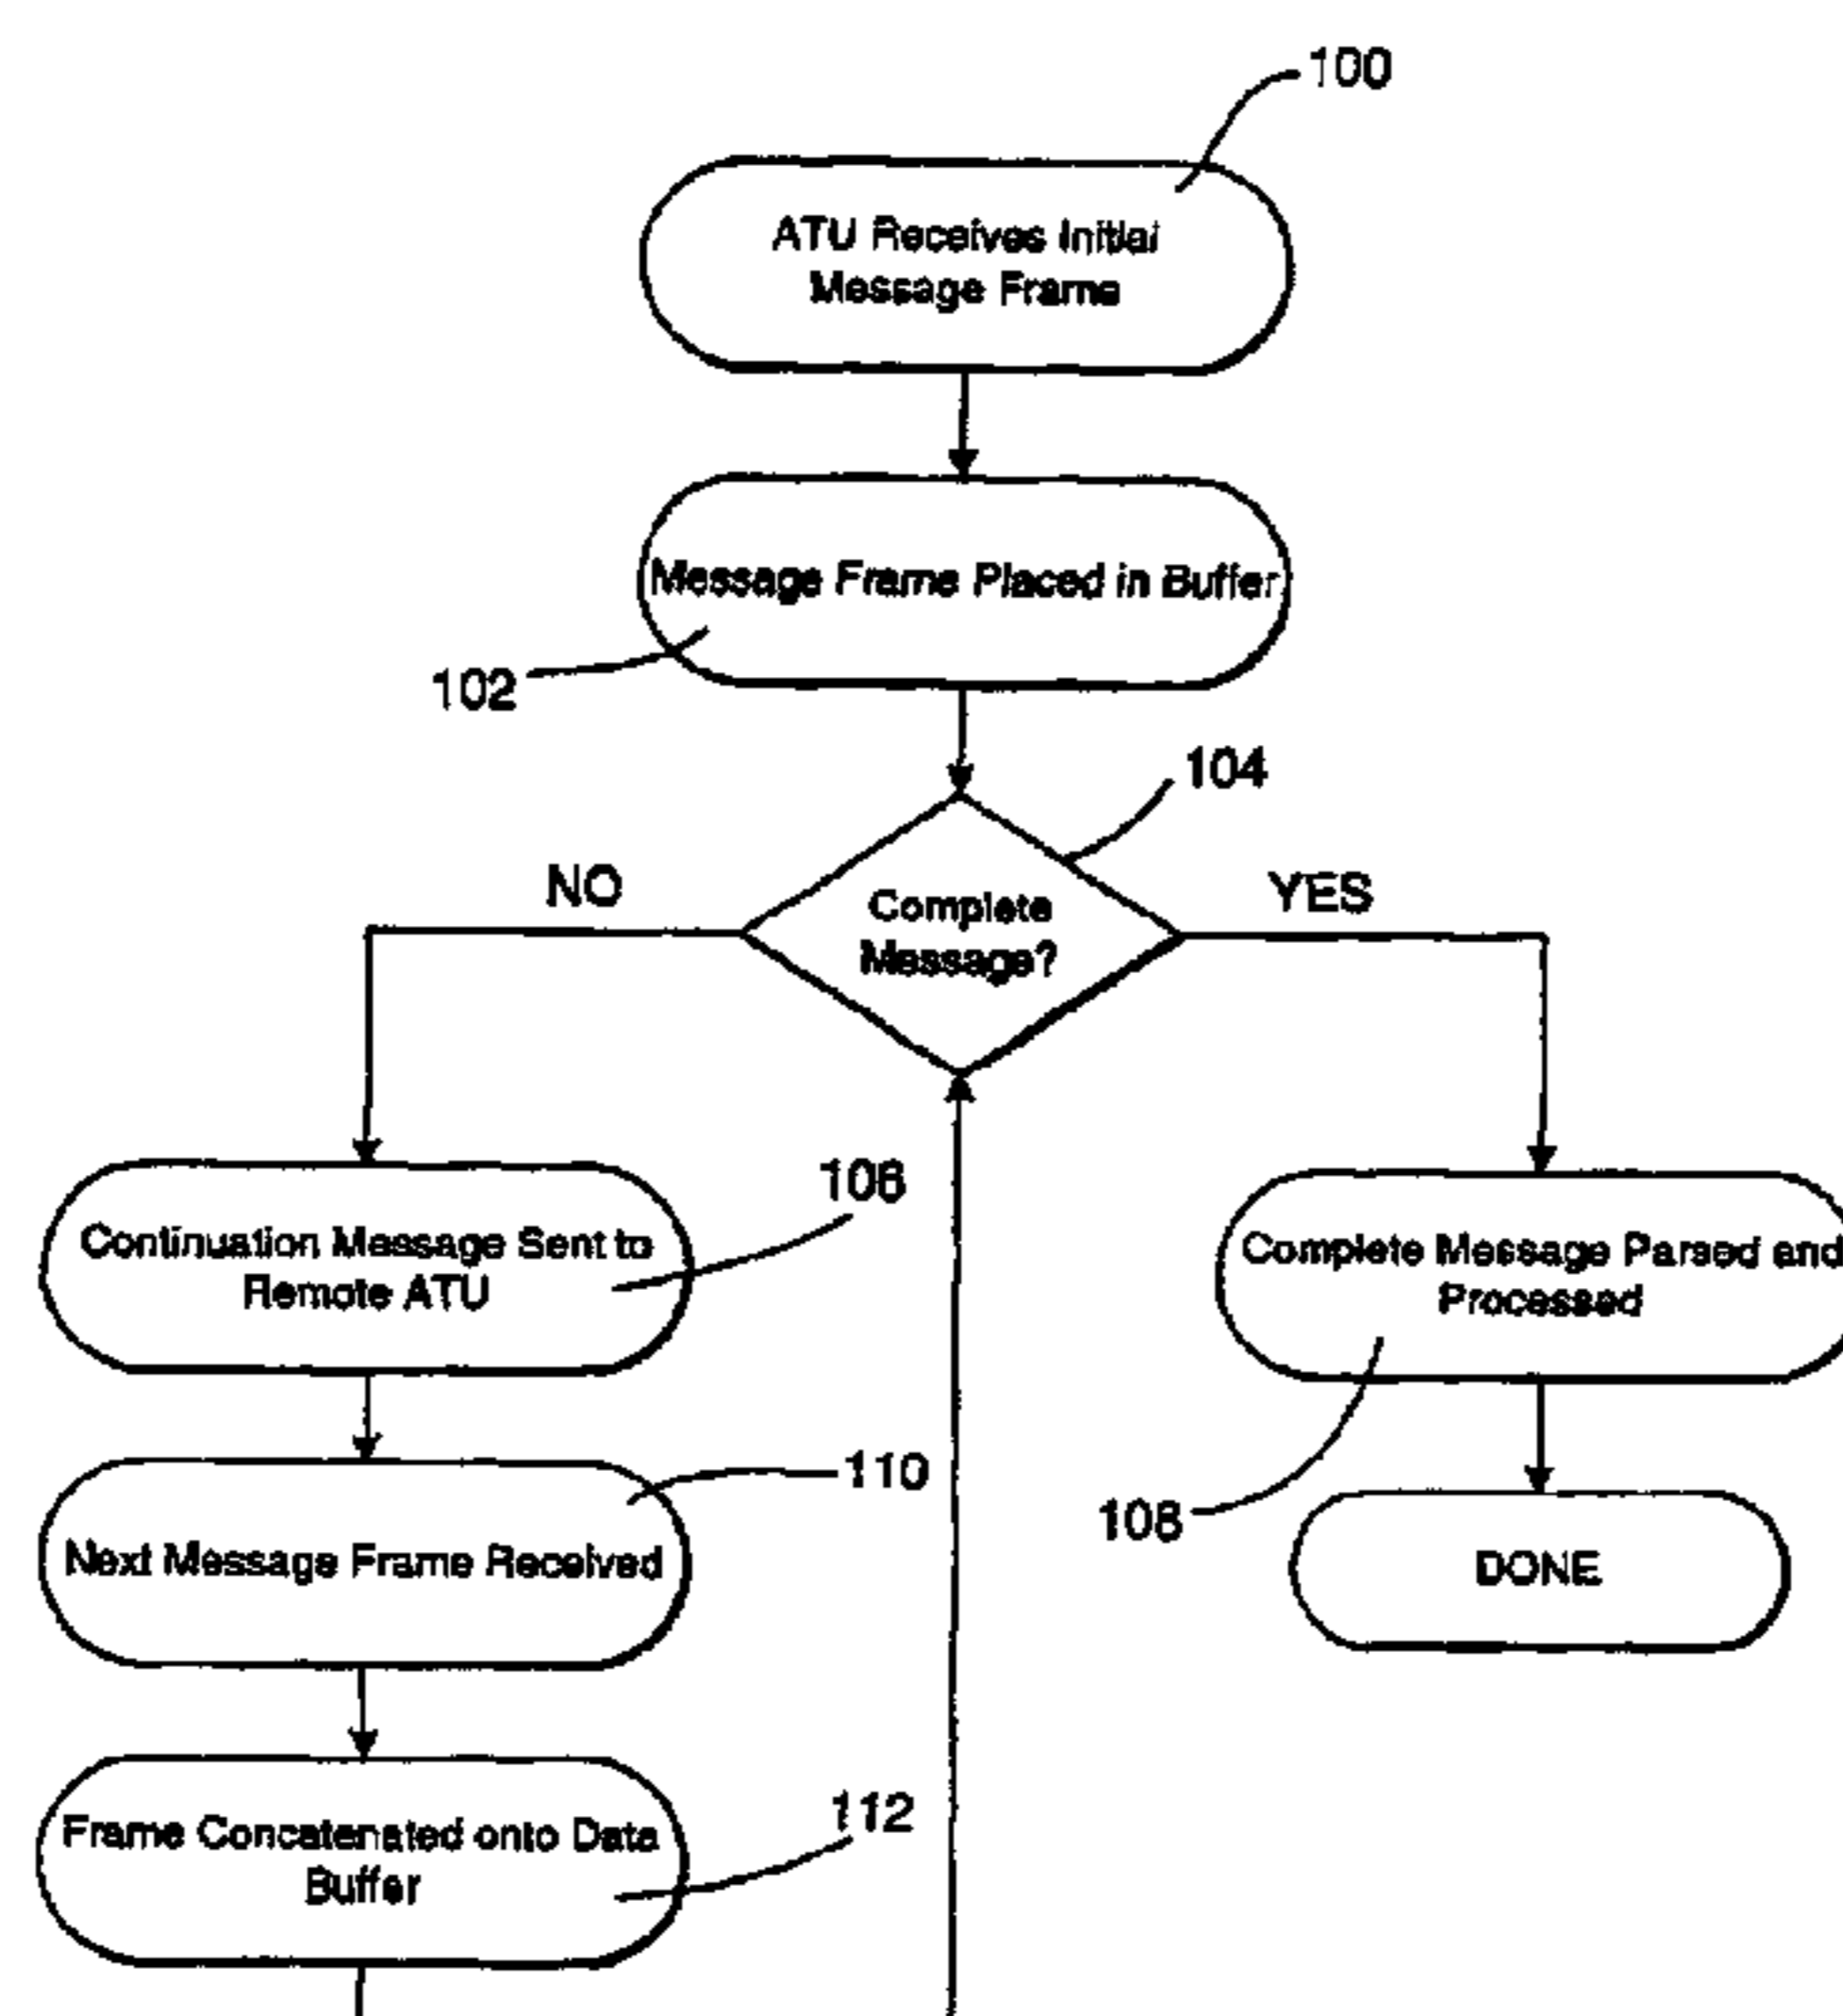 100
ATU Receives Initial
Message Frame
Message Frame Placed in Buffer
102
104
NO
YES
Complete
Message?
106
Continuation Message Sent to
Remote ATU
Complete Message Parsed and
Processed
110
Next Message Frame Received
108
DONE
112
Frame Concatenated onto Data
Buffer